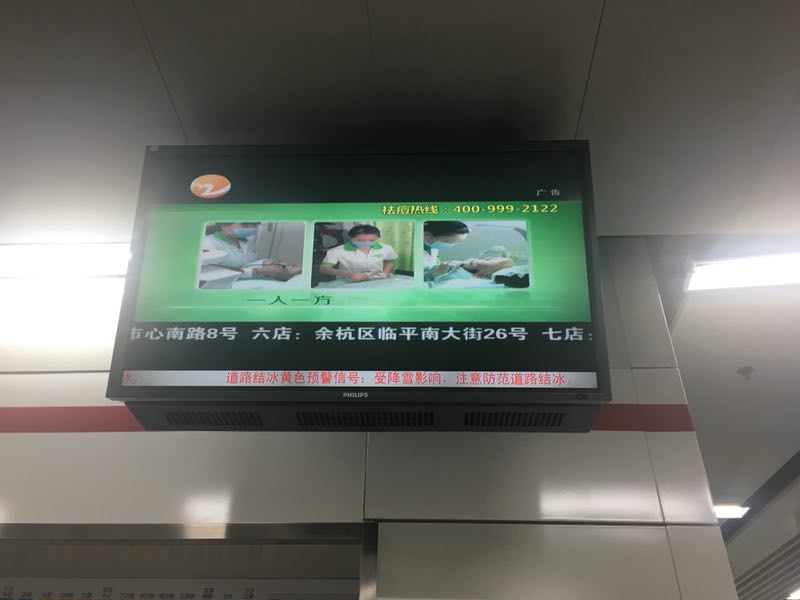 2
广告
祛痘热线：400-999-2122
一人一方
市心南路8号 六店：余杭区临平南大街26号 七店：
冰。 道路结冰黄色预警信号：受降雪影响，注意防范道路结冰。
PHILIPS